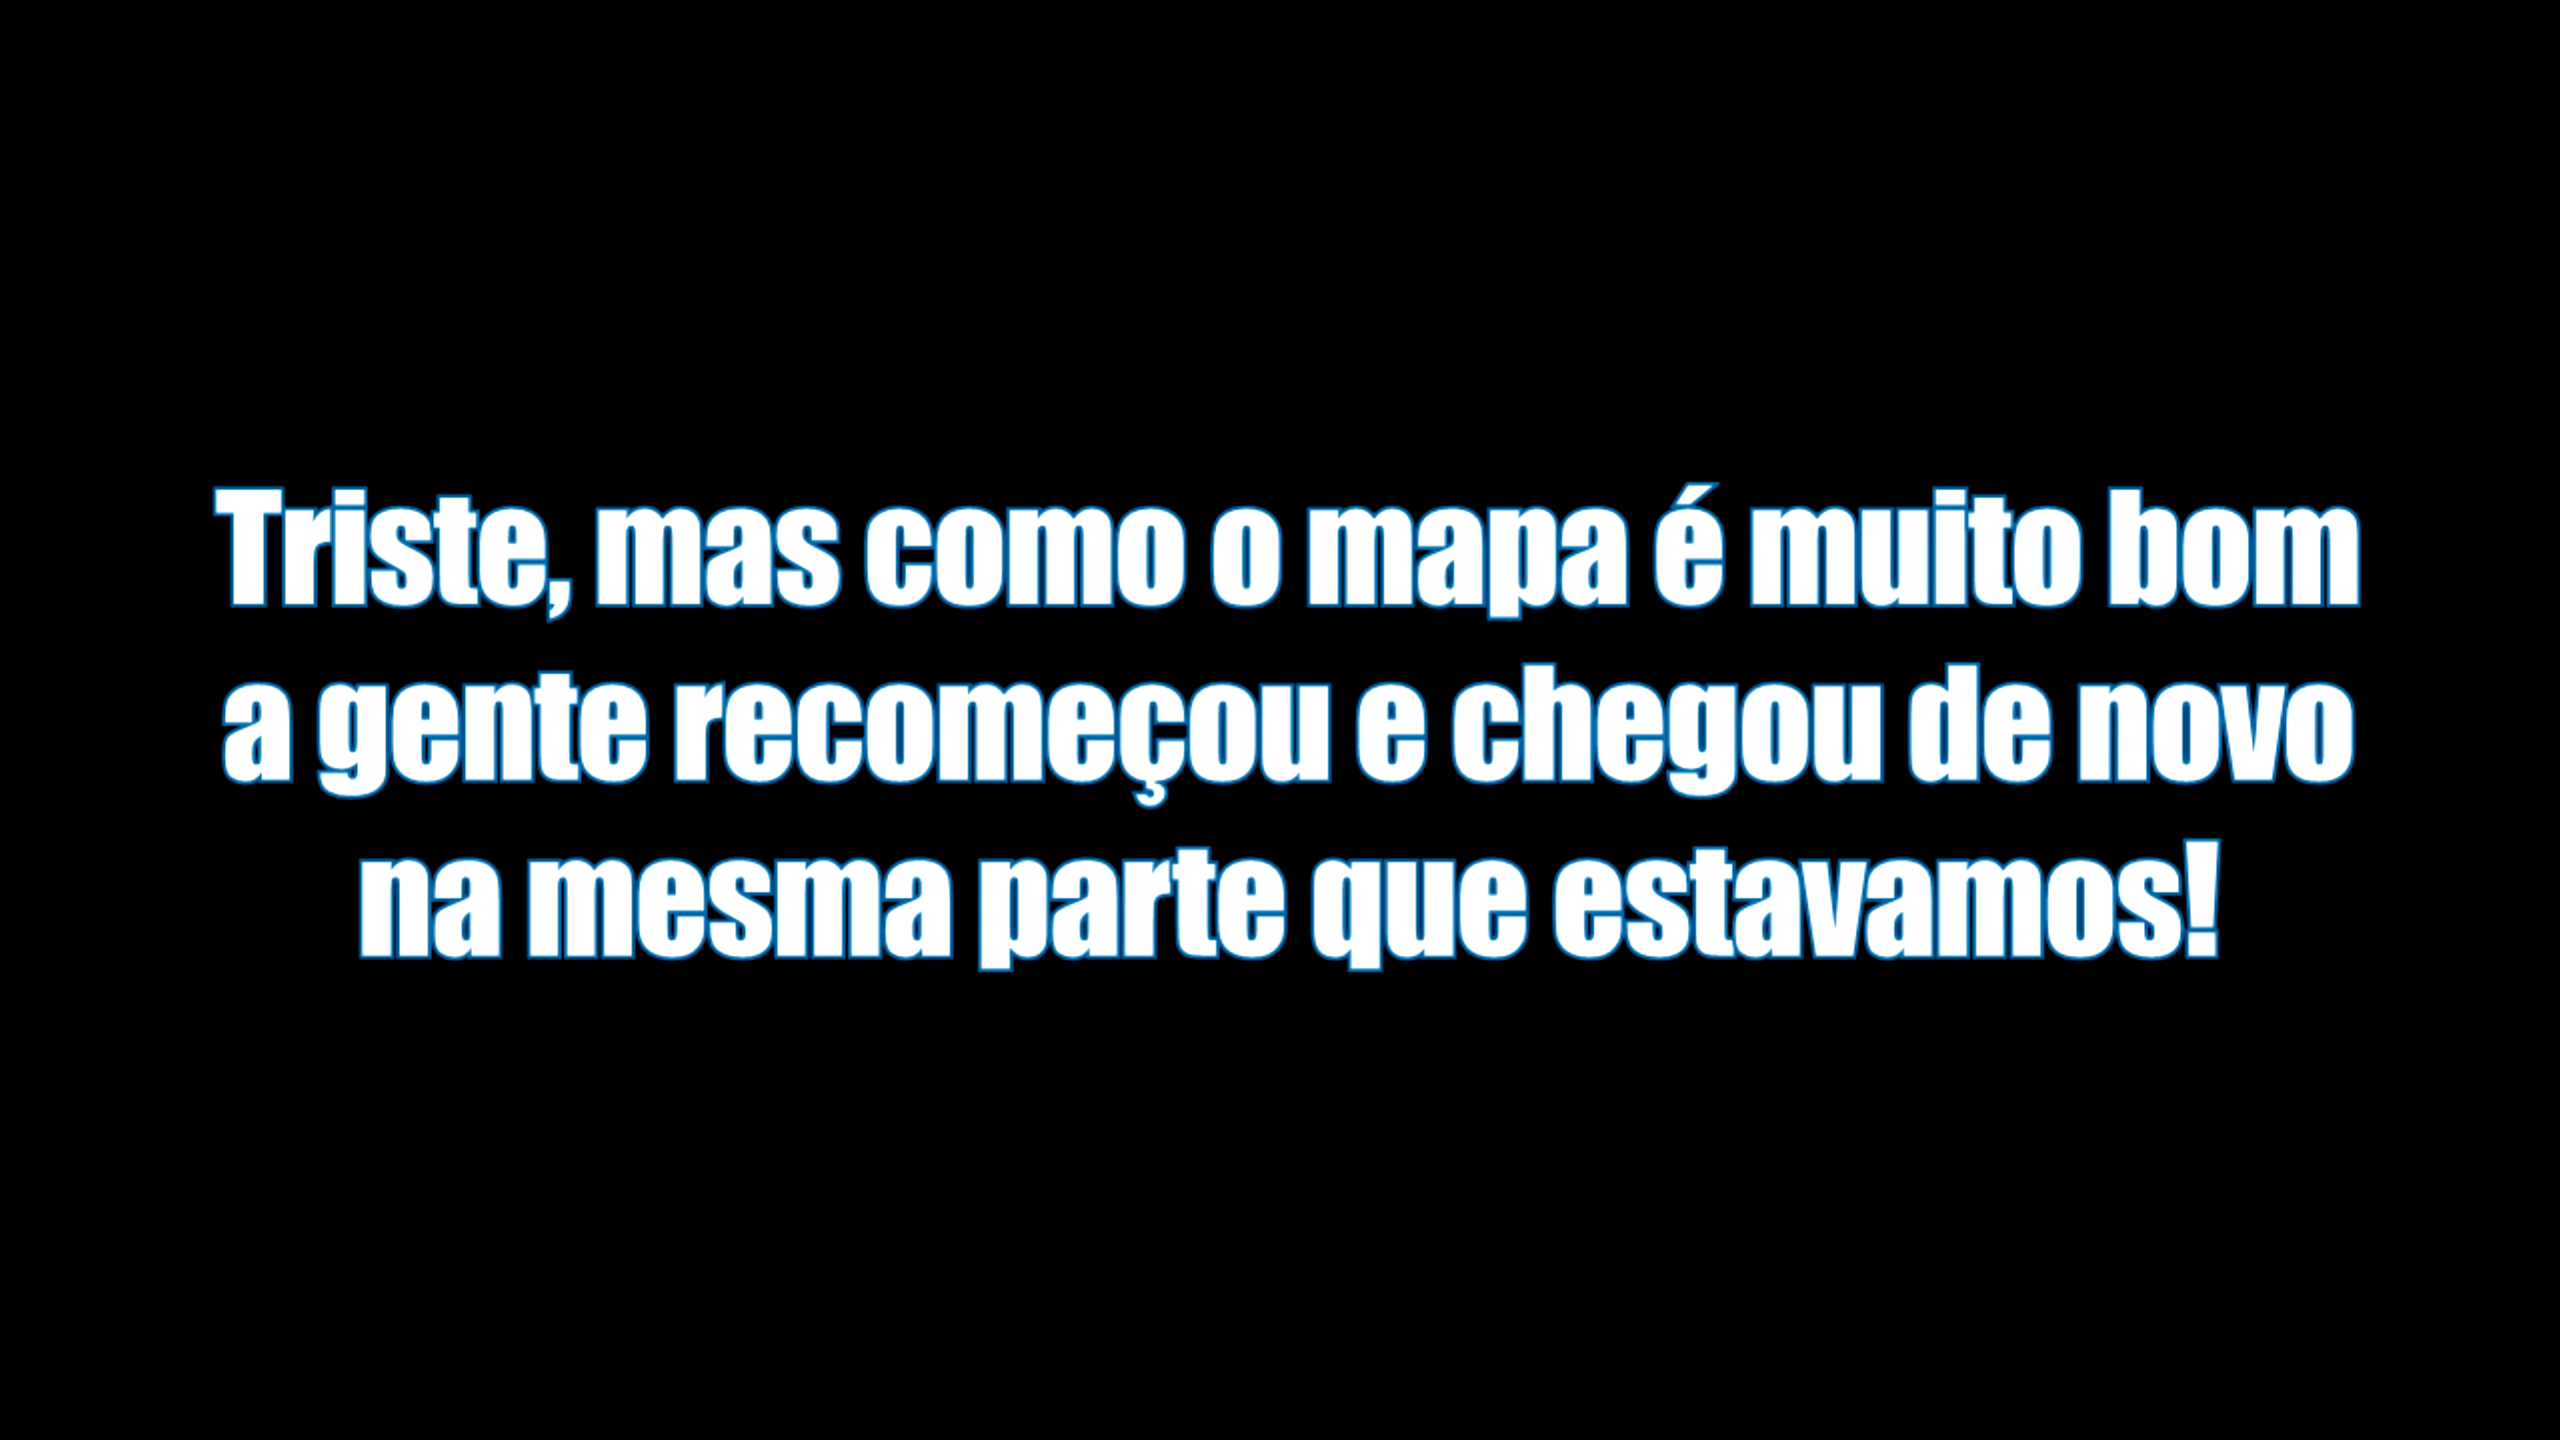 Triste, mas como o mapa é muito bom
a gente recomeçou e chegou de novo
na mesma parte que estavamos!